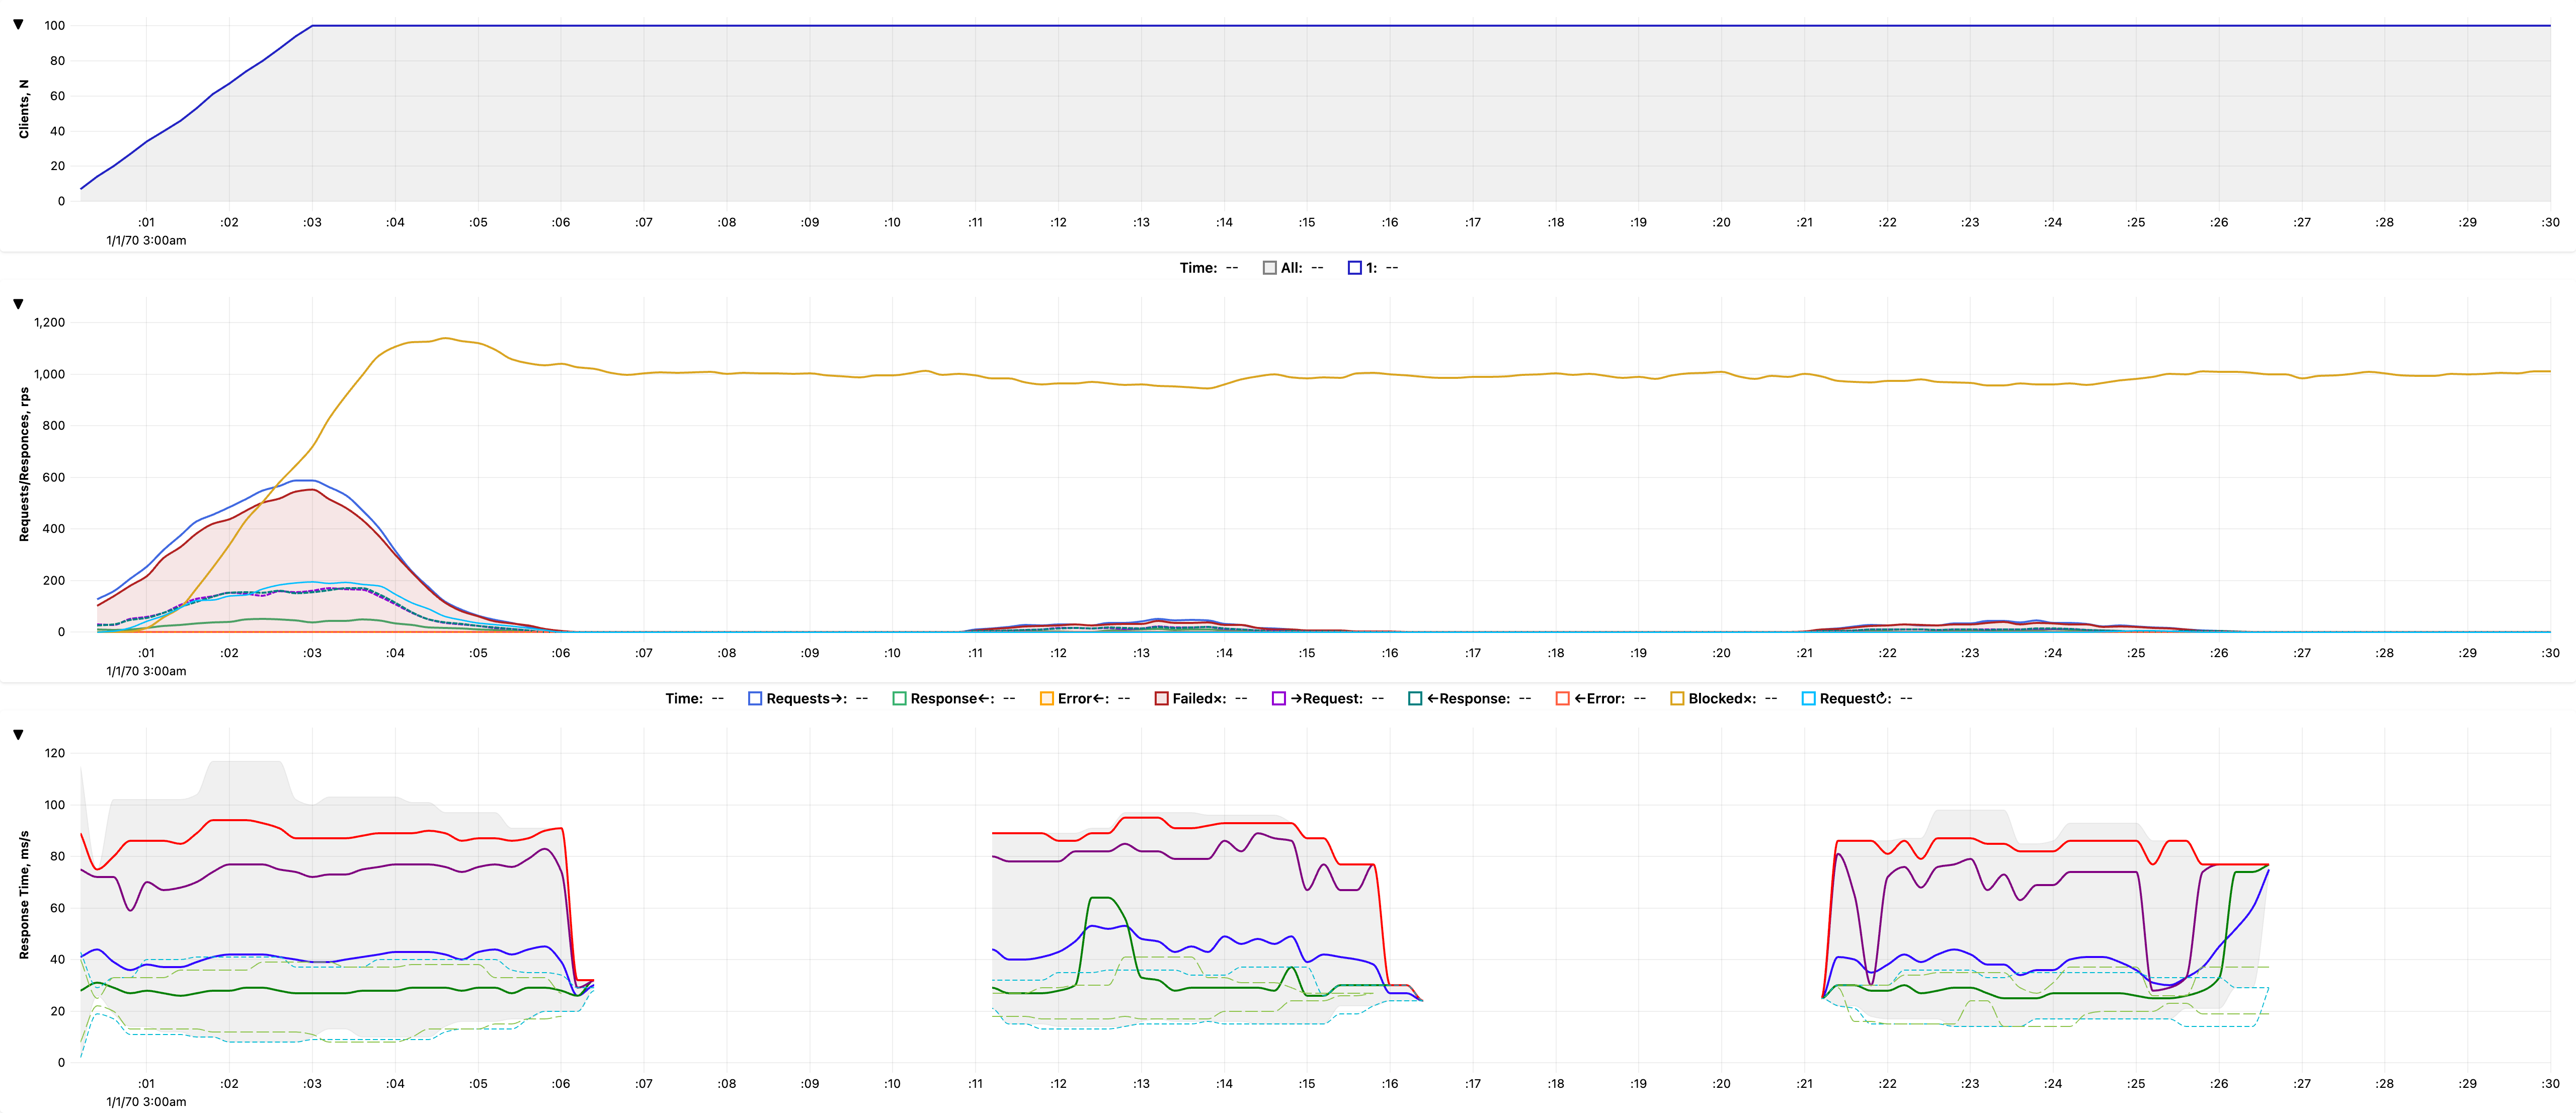 ▼
Clients, N
100
80
60
40
20
0
:01 :02 :03 :04 :05 :06 :07 :08 :09 :10 :11 :12 :13 :14 :15 :16 :17 :18 :19 :20 :21 :22 :23 :24 :25 :26 :27 :28 :29 :30
1/1/70 3:00am
Time: -- All: -- 1: --
▼
Requests/Responces, rps
1,200
1,000
800
600
400
200
0
:01 :02 :03 :04 :05 :06 :07 :08 :09 :10 :11 :12 :13 :14 :15 :16 :17 :18 :19 :20 :21 :22 :23 :24 :25 :26 :27 :28 :29 :30
1/1/70 3:00am
Time: -- Requests→: -- Response←: -- Error←: -- Failed×: -- →Request: -- ←Response: -- ←Error: -- Blocked×: -- Request↻: --
▼
Response Time, ms/s
120
100
80
60
40
20
0
:01 :02 :03 :04 :05 :06 :07 :08 :09 :10 :11 :12 :13 :14 :15 :16 :17 :18 :19 :20 :21 :22 :23 :24 :25 :26 :27 :28 :29 :30
1/1/70 3:00am